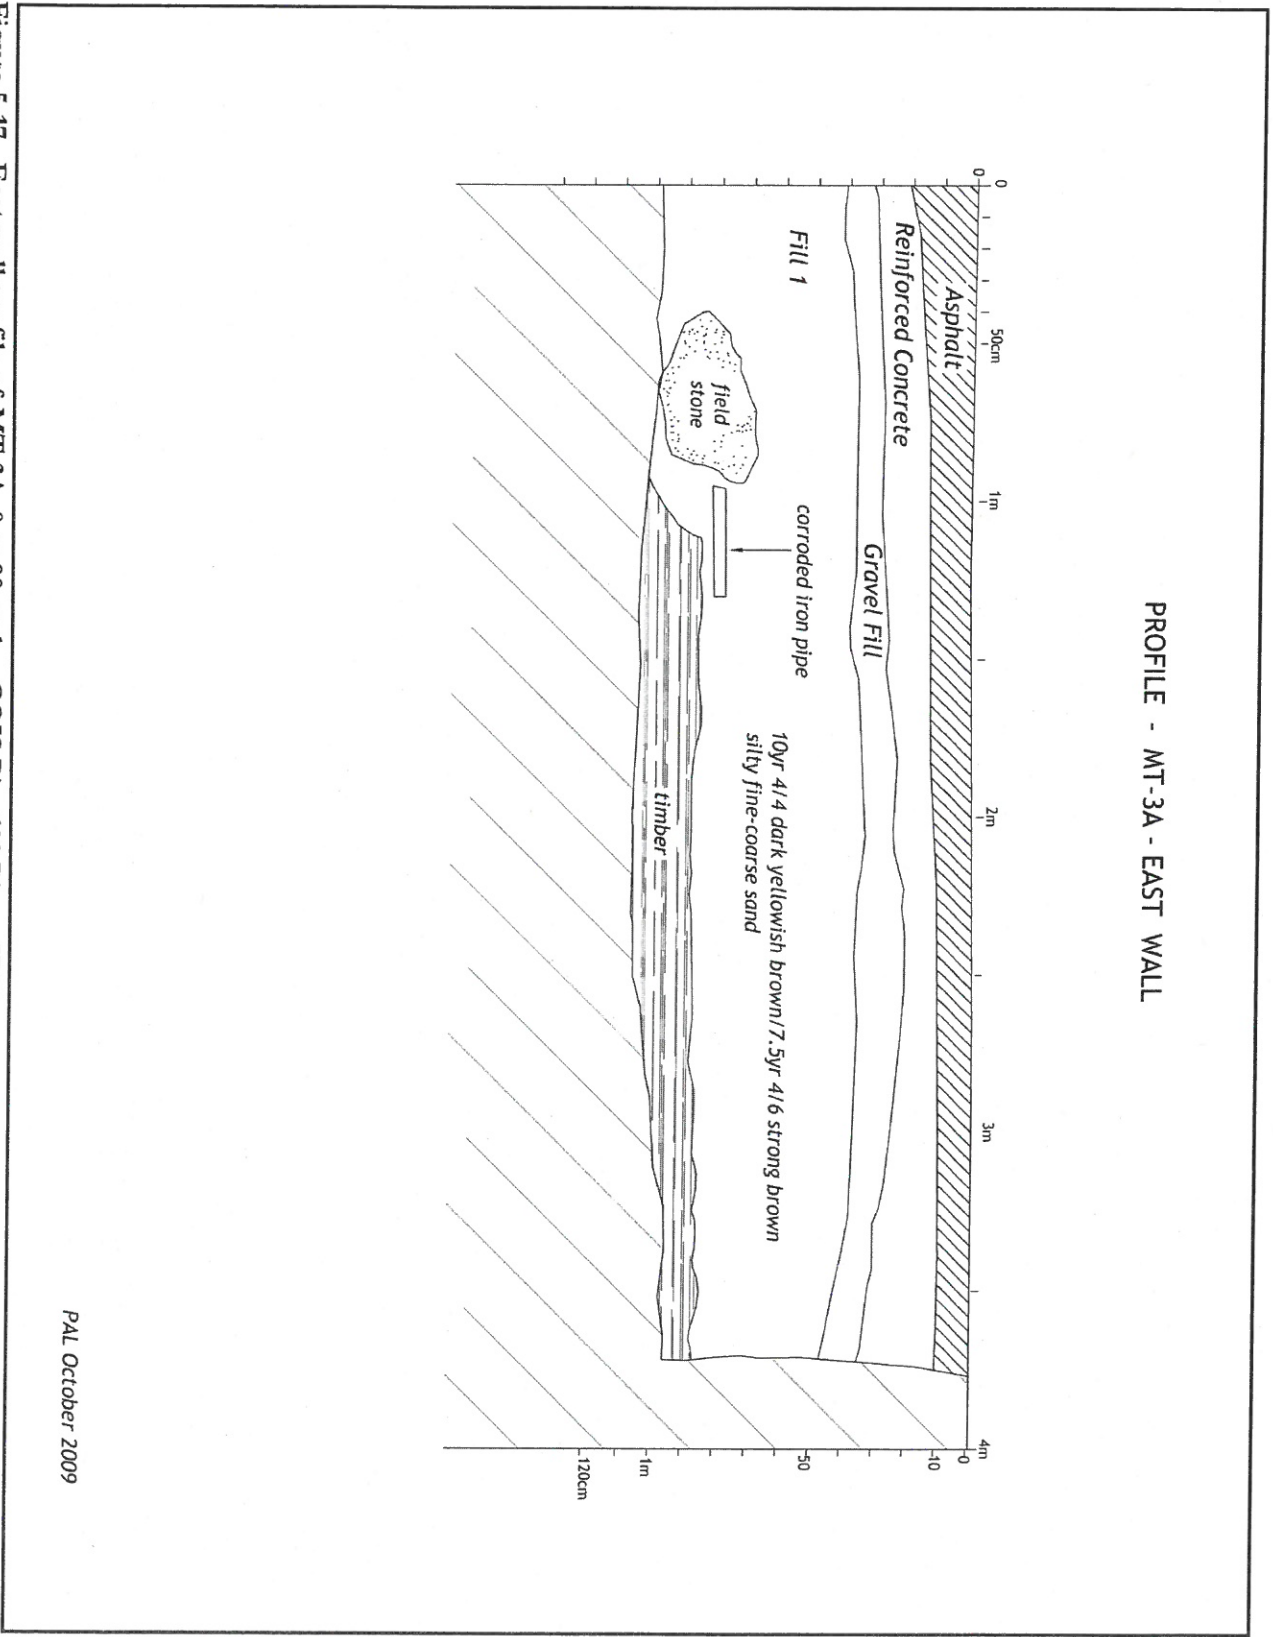 PROFILE - MT-3A - EAST WALL
0
50cm
1m
2m
3m
4m
0
0
10
50
1m
120cm
Asphalt
Reinforced Concrete
Gravel Fill
Fill 1
corroded iron pipe
field
stone
10yr 4/4 dark yellowish brown/7.5yr 4/6 strong brown
silty fine-coarse sand
timber
PAL October 2009